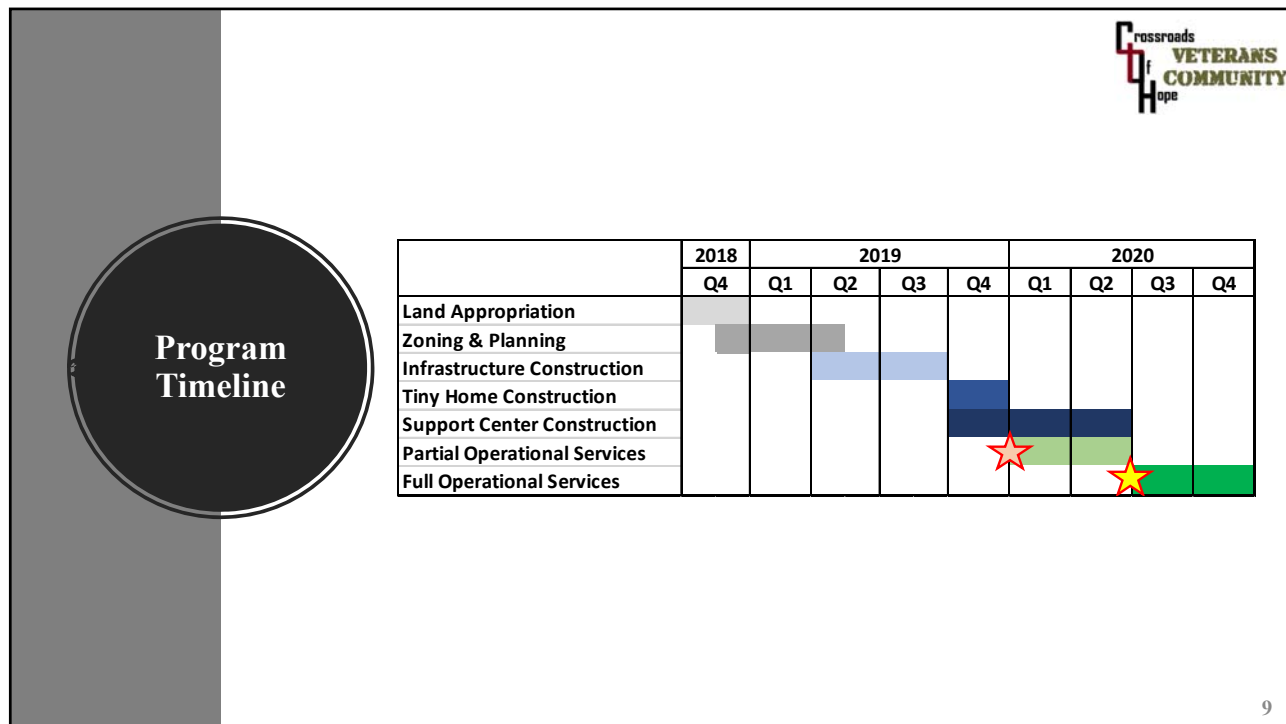 Crossroads
Of VETERANS
COMMUNITY
Hope
Program
Timeline
2018 2019 2020
Q4 Q1 Q2 Q3 Q4 Q1 Q2 Q3 Q4
Land Appropriation
Zoning & Planning
Infrastructure Construction
Tiny Home Construction
Support Center Construction
Partial Operational Services
Full Operational Services
9